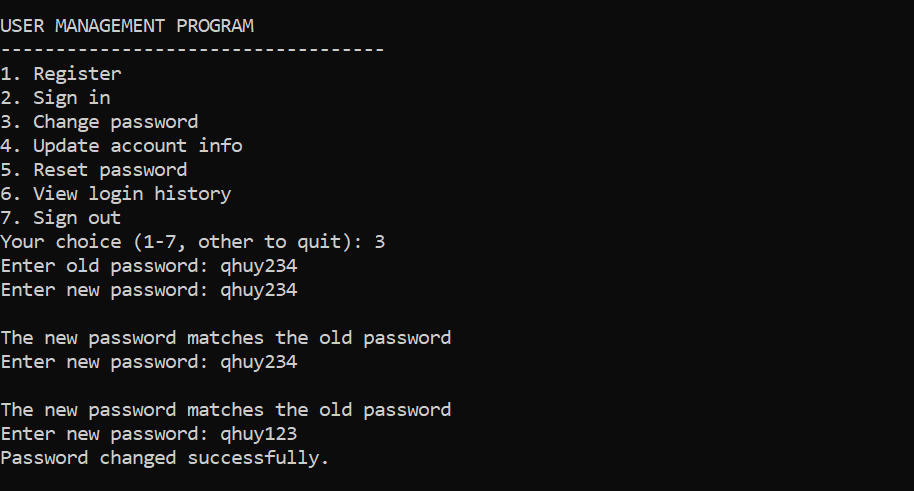 USER MANAGEMENT PROGRAM
-----------------------------------
1. Register
2. Sign in
3. Change password
4. Update account info
5. Reset password
6. View login history
7. Sign out
Your choice (1-7, other to quit): 3
Enter old password: qhuy234
Enter new password: qhuy234
The new password matches the old password
Enter new password: qhuy234
The new password matches the old password
Enter new password: qhuy123
Password changed successfully.